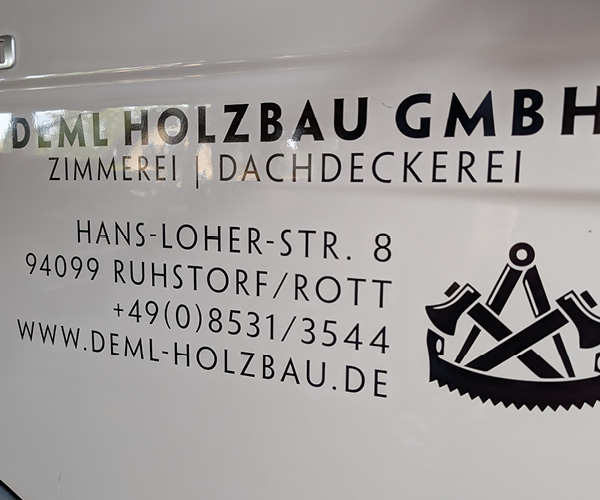 DEML HOLZBAU GMBH
ZIMMEREI | DACHDECKEREI
HANS-LOHER-STR. 8
94099 RUHSTORF/ROTT
+49(0)8531/3544
WWW.DEML-HOLZBAU.DE